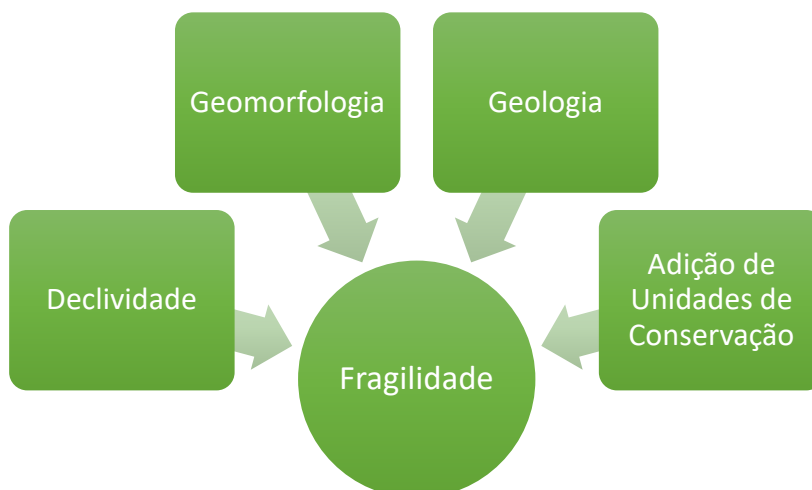 Geomorfologia
Geologia
Declividade
Adição de
Unidades de
Conservação
Fragilidade